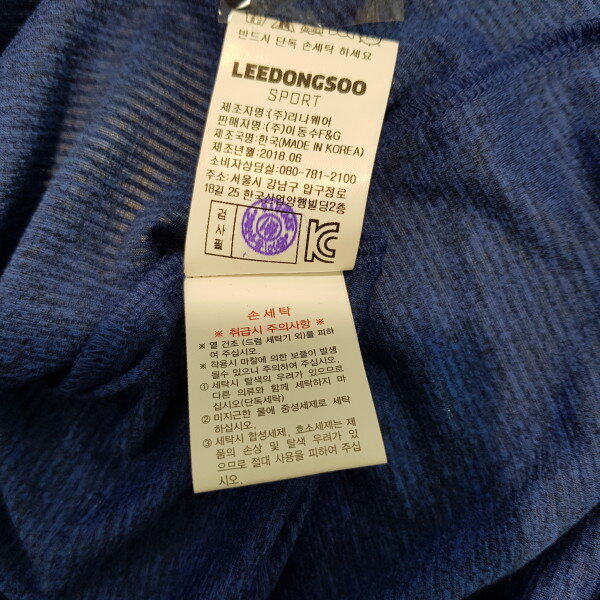 반드시 단독 손세탁 하세요
LEEDONGSOO
SPORT
제조자명:(주)리나웨어
판매자명:(주)이동수F&G
제조국명:한국(MADE IN KOREA)
제조년월:2018.06
소비자상담실:080-781-2100
주소:서울시 강남구 압구정로
18길 25 한국산업양행빌딩2층
검사필
손 세 탁
※ 취급시 주의사항 ※
※ 열 건조 (드럼 세탁기 외)를 피하
여 주십시오.
※ 착용시 마찰에 의한 보풀이 발생
될수 있으니 주의하여 주십시오.
① 세탁시 탈색의 우려가 있으므로
다른 의류와 함께 세탁하지 마
십시오(단독세탁)
② 미지근한 물에 중성세제로 세탁
하십시오.
③ 세탁시 합성세제, 효소세제는 제
품의 손상 및 탈색 우려가 있
으므로 절대 사용을 피하여 주십
시오.